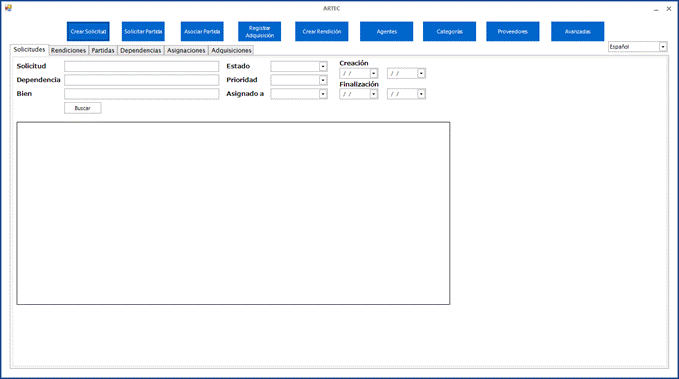 ARTEC
Crear Solicitud
Solicitar Partida
Asociar Partida
Registrar
Adquisición
Crear Rendición
Agentes
Categorías
Proveedores
Avanzadas
Español
Solicitudes Rendiciones Partidas Dependencias Asignaciones Adquisiciones
Solicitud
Estado
Creación
/ /
/ /
Dependencia
Prioridad
Finalización
Bien
Asignado a
/ /
/ /
Buscar